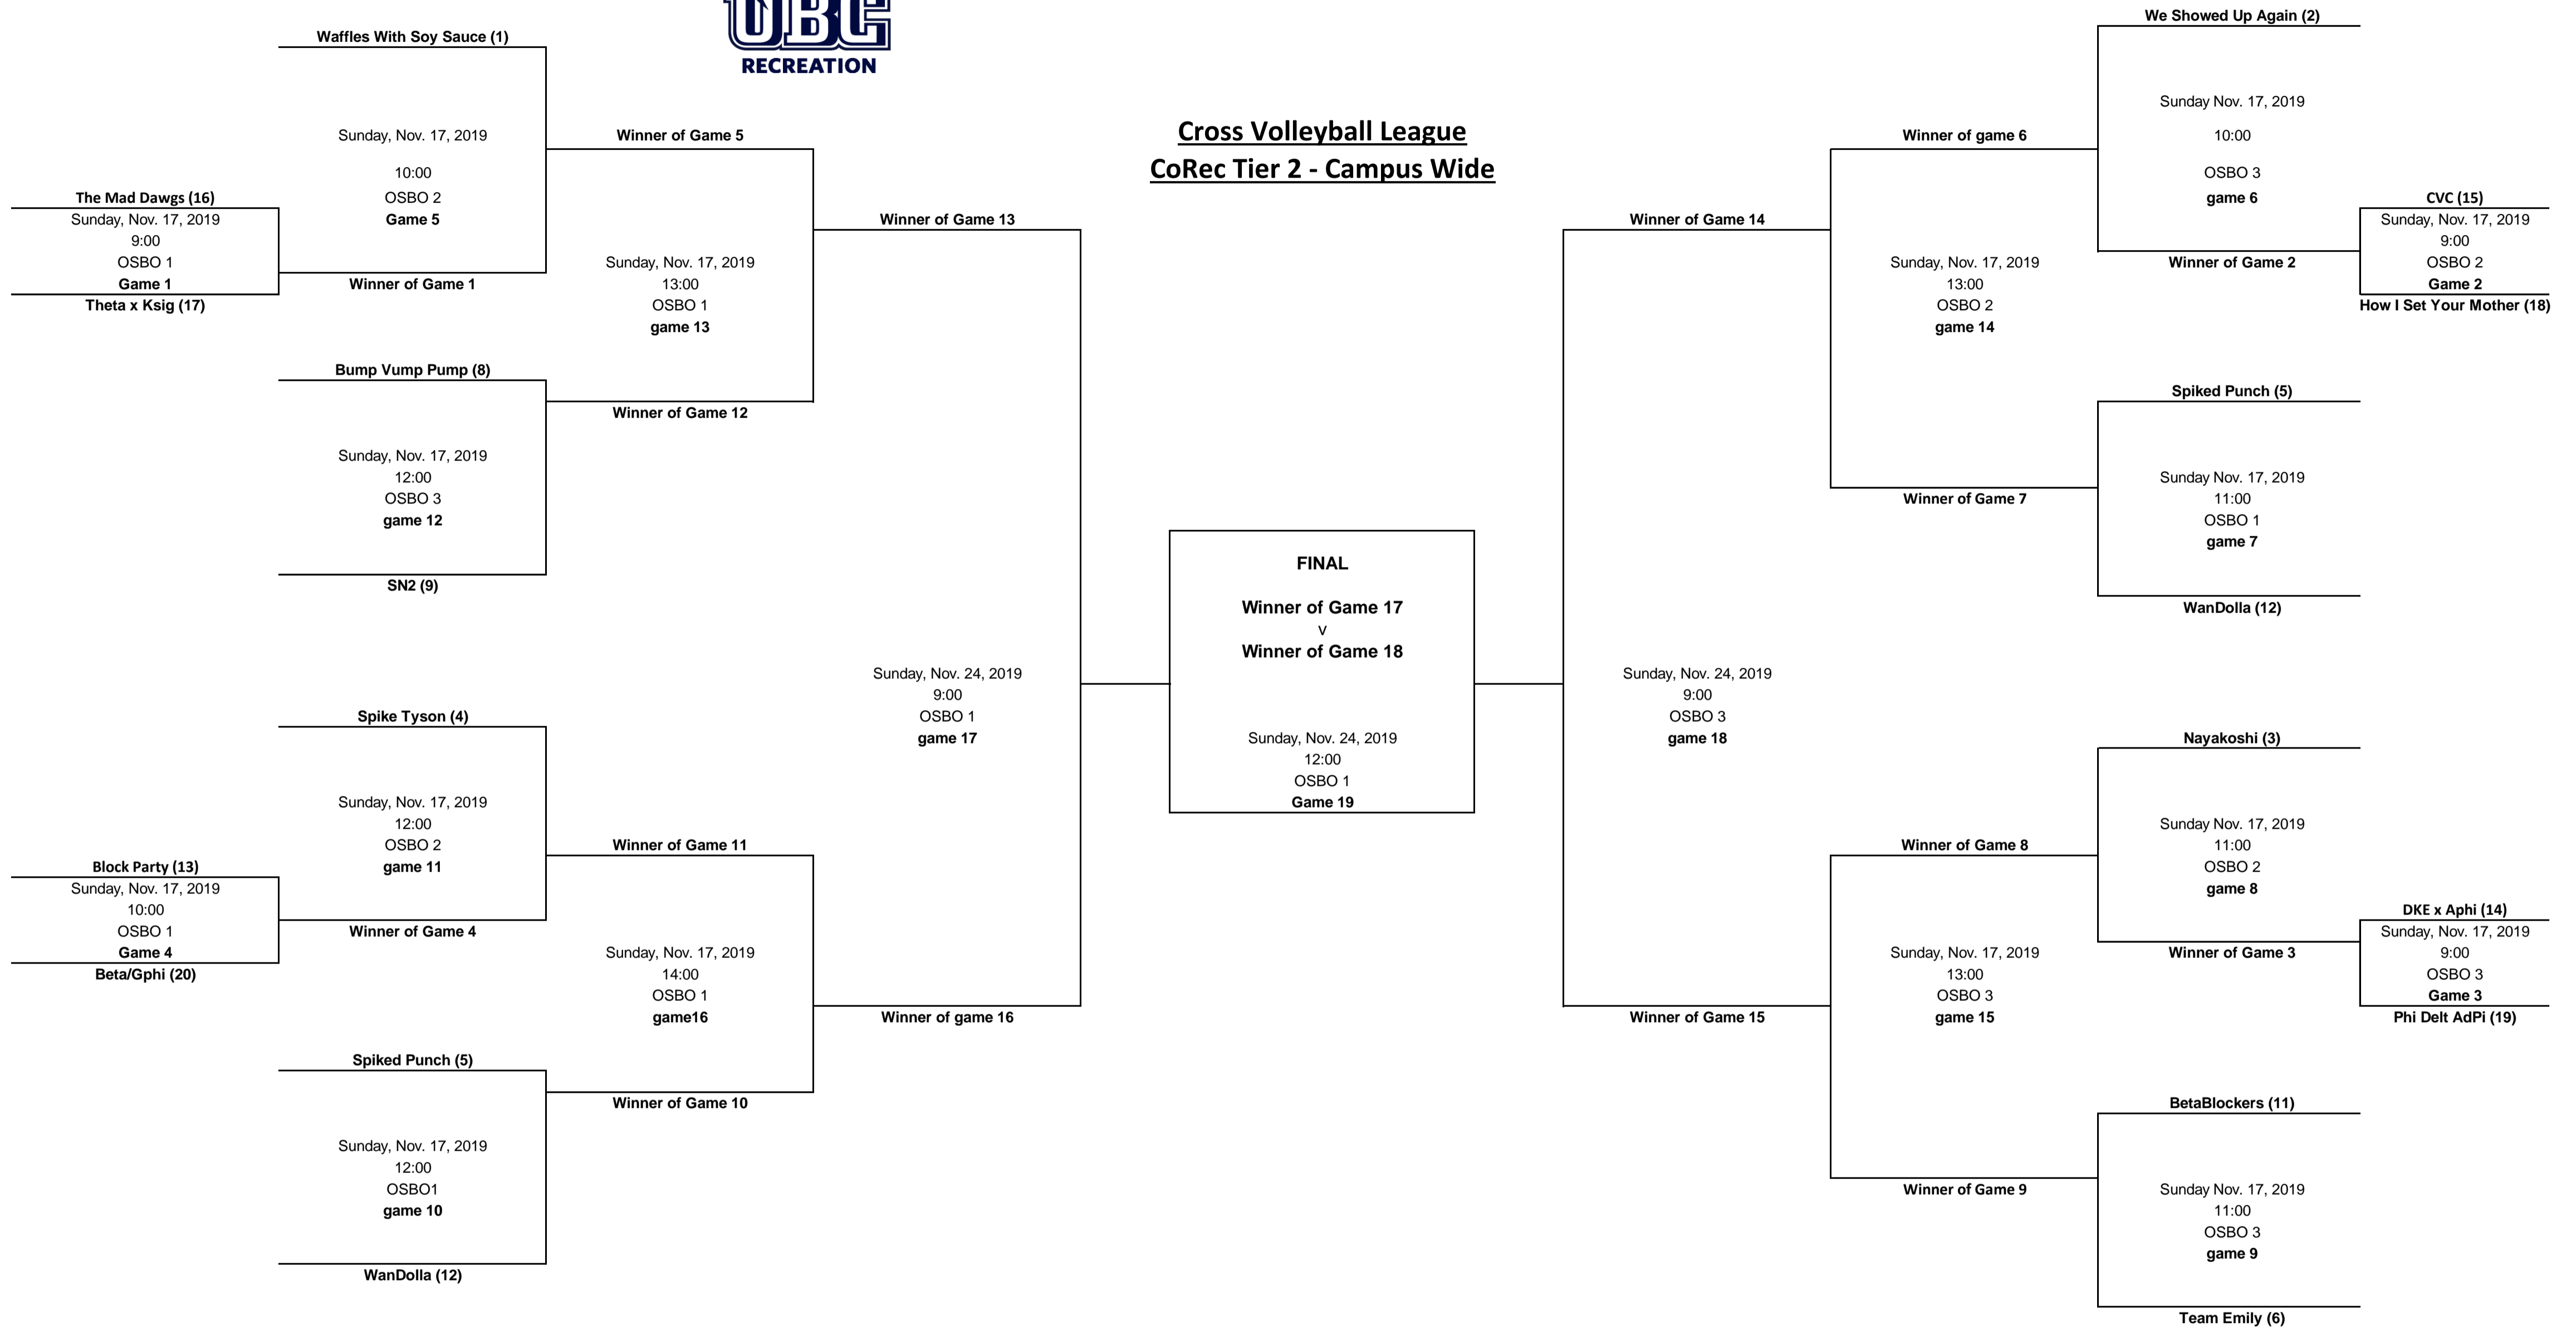 UBC
RECREATION
Cross Volleyball League
CoRec Tier 2 - Campus Wide
Waffles With Soy Sauce (1)
Sunday, Nov. 17, 2019
10:00
OSBO 2
Game 5
Winner of Game 1
The Mad Dawgs (16)
Sunday, Nov. 17, 2019
9:00
OSBO 1
Game 1
Theta x Ksig (17)
Bump Vump Pump (8)
Sunday, Nov. 17, 2019
12:00
OSBO 3
game 12
SN2 (9)
Winner of Game 5
Sunday, Nov. 17, 2019
13:00
OSBO 1
game 13
Winner of Game 12
Winner of Game 13
Sunday, Nov. 24, 2019
9:00
OSBO 1
game 17
Winner of game 16
Spike Tyson (4)
Sunday, Nov. 17, 2019
12:00
OSBO 2
game 11
Winner of Game 4
Block Party (13)
Sunday, Nov. 17, 2019
10:00
OSBO 1
Game 4
Beta/Gphi (20)
Winner of Game 11
Sunday, Nov. 17, 2019
14:00
OSBO 1
game16
Winner of Game 10
Spiked Punch (5)
Sunday, Nov. 17, 2019
12:00
OSBO1
game 10
WanDolla (12)
FINAL
Winner of Game 17
v
Winner of Game 18
Sunday, Nov. 24, 2019
12:00
OSBO 1
Game 19
Winner of Game 14
Sunday, Nov. 24, 2019
9:00
OSBO 3
game 18
Winner of Game 15
Winner of game 6
Sunday, Nov. 17, 2019
13:00
OSBO 2
game 14
Winner of Game 7
We Showed Up Again (2)
Sunday Nov. 17, 2019
10:00
OSBO 3
game 6
Winner of Game 2
CVC (15)
Sunday, Nov. 17, 2019
9:00
OSBO 2
Game 2
How I Set Your Mother (18)
Spiked Punch (5)
Sunday Nov. 17, 2019
11:00
OSBO 1
game 7
WanDolla (12)
Winner of Game 8
Sunday, Nov. 17, 2019
13:00
OSBO 3
game 15
Winner of Game 9
Nayakoshi (3)
Sunday Nov. 17, 2019
11:00
OSBO 2
game 8
Winner of Game 3
DKE x Aphi (14)
Sunday, Nov. 17, 2019
9:00
OSBO 3
Game 3
Phi Delt AdPi (19)
BetaBlockers (11)
Sunday Nov. 17, 2019
11:00
OSBO 3
game 9
Team Emily (6)